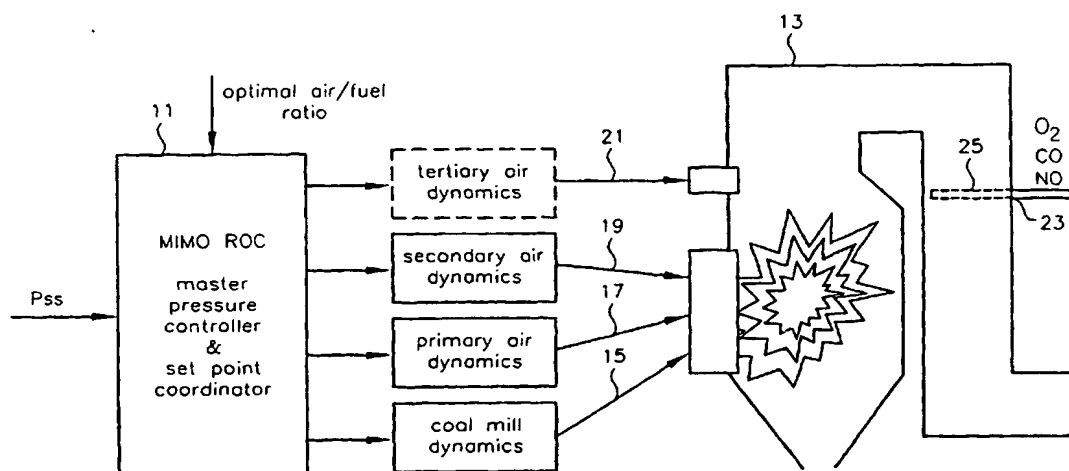 13
11
optimal air/fuel
ratio
21
25
O2
CO
NO
tertiary air
dynamics
23
MIMO ROC
19
secondary air
dynamics
master
pressure
controller
&
set point
coordinator
Pss
17
primary air
dynamics
15
coal mill
dynamics